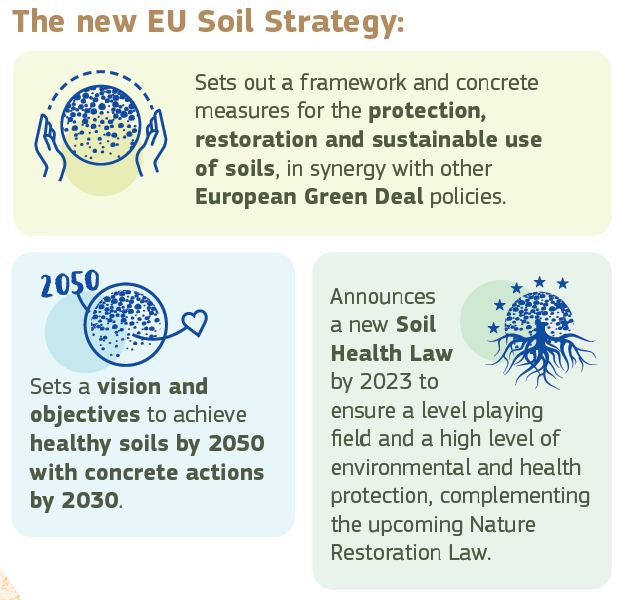 The new EU Soil Strategy:
Sets out a framework and concrete
measures for the protection,
restoration and sustainable use
of soils, in synergy with other
European Green Deal policies.
2050
Sets a vision and
objectives to achieve
healthy soils by 2050
with concrete actions
by 2030.
Announces
a new Soil
Health Law
by 2023 to
ensure a level playing
field and a high level of
environmental and health
protection, complementing
the upcoming Nature
Restoration Law.